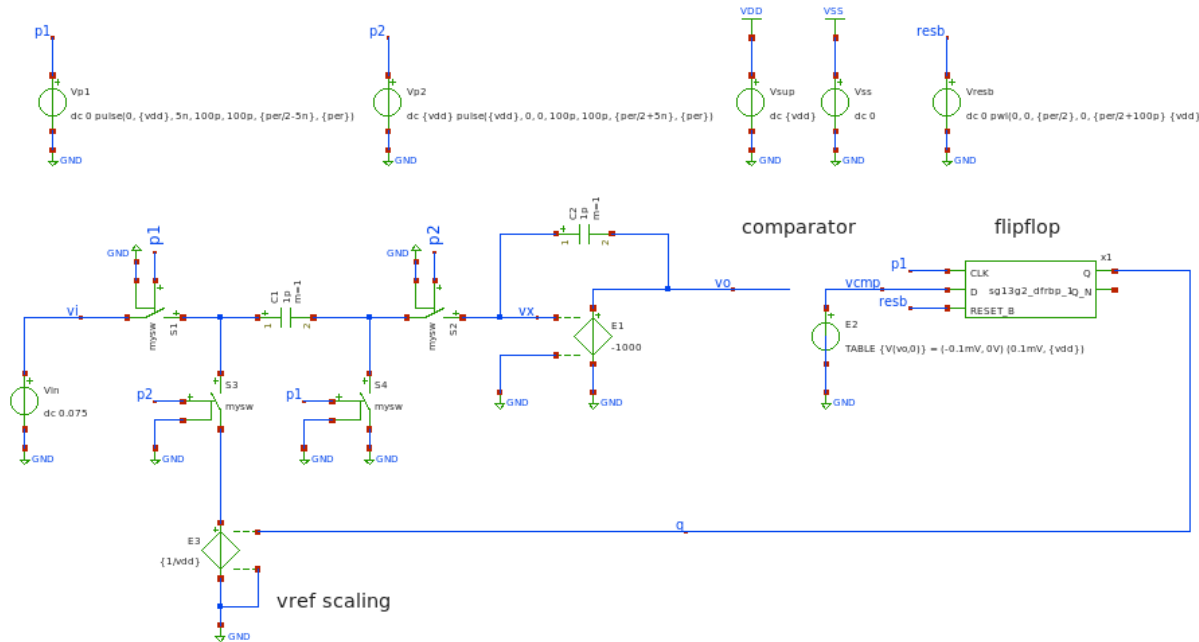 VDD
VSS
p1
p2
resb
Vp1
dc 0 pulse(0, {vdd}, 5n, 100p, 100p, {per/2-5n}, {per})
Vp2
dc {vdd} pulse({vdd}, 0, 0, 100p, 100p, {per/2+5n}, {per})
Vsup
dc {vdd}
Vss
dc 0
Vresb
dc 0 pwl(0, 0, {per/2}, 0, {per/2+100p} {vdd}
GND
GND
GND
GND
GND
C2
1p
m=1
1
2
comparator
flipflop
GND
p1
GND
p2
x1
p1
CLK
Q
vcmp
D
sg13g2_dfrbp_1
Q_N
resb
RESET_B
vo
vi
mysw
S1
C1
1p
m=1
1
2
mysw
S2
vx
E1
-1000
E2
TABLE {V(vo,0)} = (-0.1mV, 0V) (0.1mV, {vdd})
Vin
dc 0.075
p2
S3
mysw
p1
S4
mysw
GND
GND
GND
GND
GND
GND
GND
q
E3
{1/vdd}
vref scaling
GND